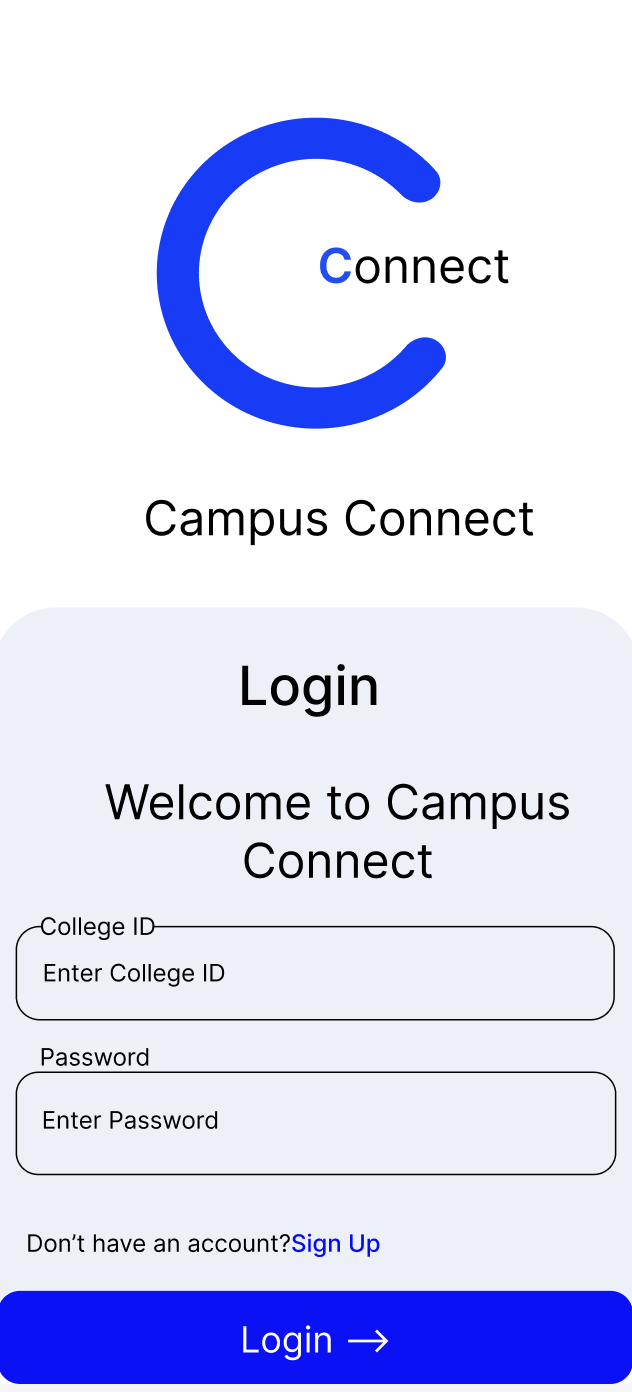 Connect
Campus Connect
Login
Welcome to Campus
Connect
College ID
Enter College ID
Password
Enter Password
Don’t have an account?Sign Up
Login →